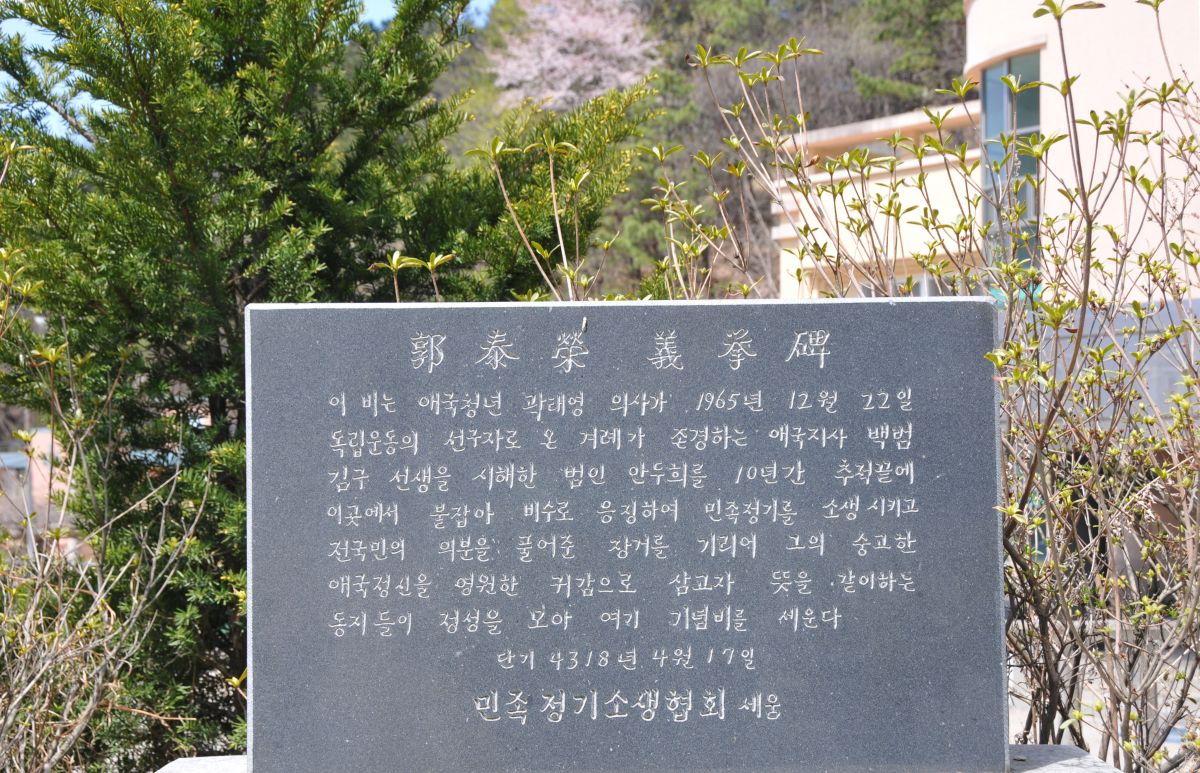 郭泰榮 義拳碑
이 비는 애국청년 곽태영 의사가 1965년 12월 22일
독립운동의 선구자로 온 겨레가 존경하는 애국지사 백범
김구 선생을 시해한 범인 안두희를 10년간 추적끝에
이곳에서 붙잡아 비수로 응징하여 민족정기를 소생시키고
전국민의 의분을 풀어준 장거를 기리어 그의 숭고한
애국정신을 영원한 귀감으로 삼고자 뜻을 같이하는
동지들이 정성을 모아 여기 기념비를 세운다
단기 4318년 4월 17일
민족정기소생협회 세움